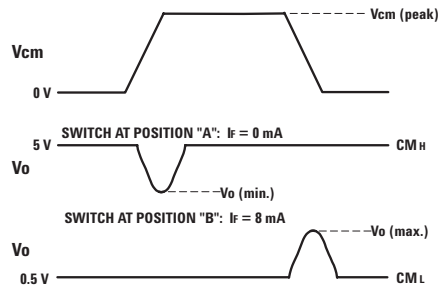 Vcm (peak)
Vcm
0 V
SWITCH AT POSITION "A": IF = 0 mA
5 V
CMH
Vo
Vo (min.)
SWITCH AT POSITION "B": IF = 8 mA
Vo
Vo (max.)
0.5 V
CML